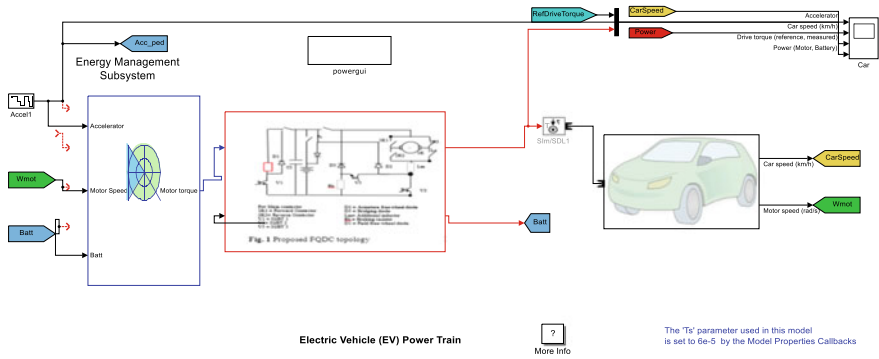 RefDriveTorque
CarSpeed
Accelerator
Car speed (km/h)
Power
Drive torque (reference, measured)
Power (Motor, Battery)
Car
Acc_ped
Energy Management
Subsystem
powergui
Accel1
Accelerator
Sim/SDL1
Wmot
Motor Speed
Motor torque
Batt
Batt
Fig. 1 Proposed FQDC topology
Batt
Car speed (km/h)
CarSpeed
Motor speed (rad/s)
Wmot
Electric Vehicle (EV) Power Train
?
More Info
The 'Ts' parameter used in this model
is set to 6e-5 by the Model Properties Callbacks